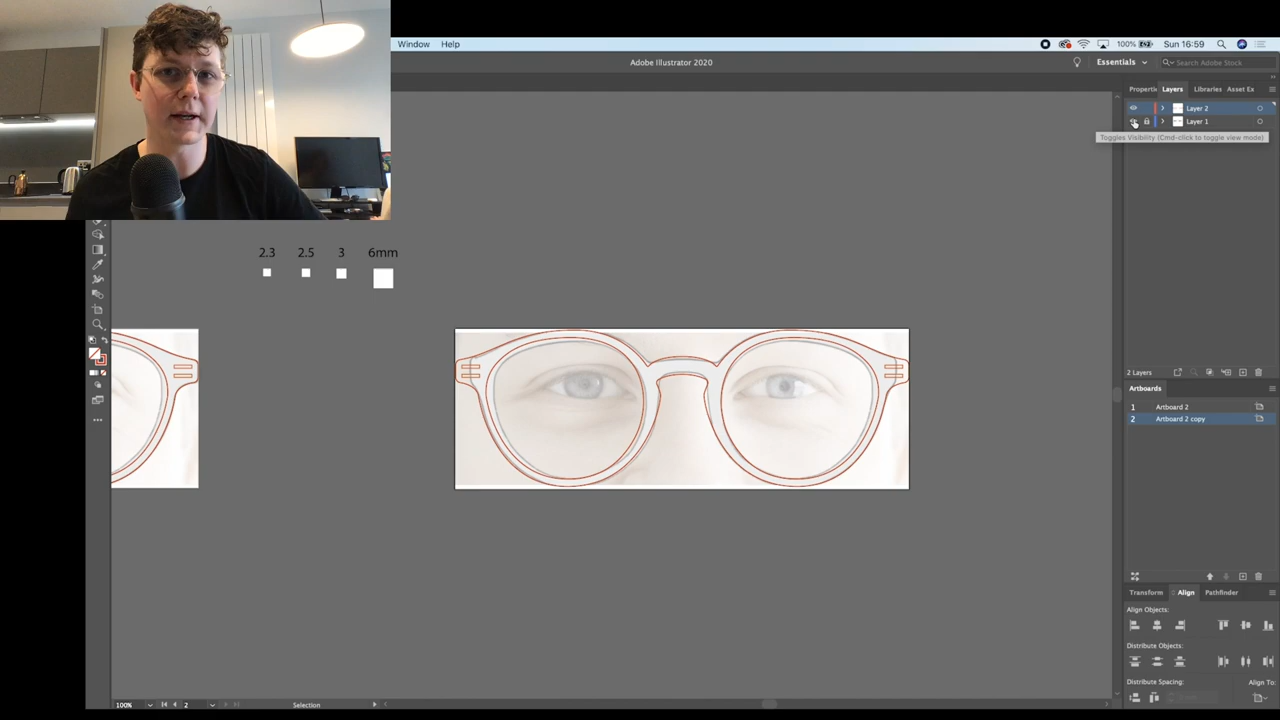 Window Help
100% Sun 16:59
Adobe Illustrator 2020
Essentials
Search Adobe Stock
Properti Layers Libraries Asset Ex
Layer 2
Layer 1
Toggles Visibility (Cmd-click to toggle view mode)
2.3 2.5 3 6mm
2 Layers
Artboards
1 Artboard 2
2 Artboard 2 copy
Transform Align Pathfinder
Align Objects:
Distribute Objects:
Distribute Spacing: Align To:
100% 2 Selection